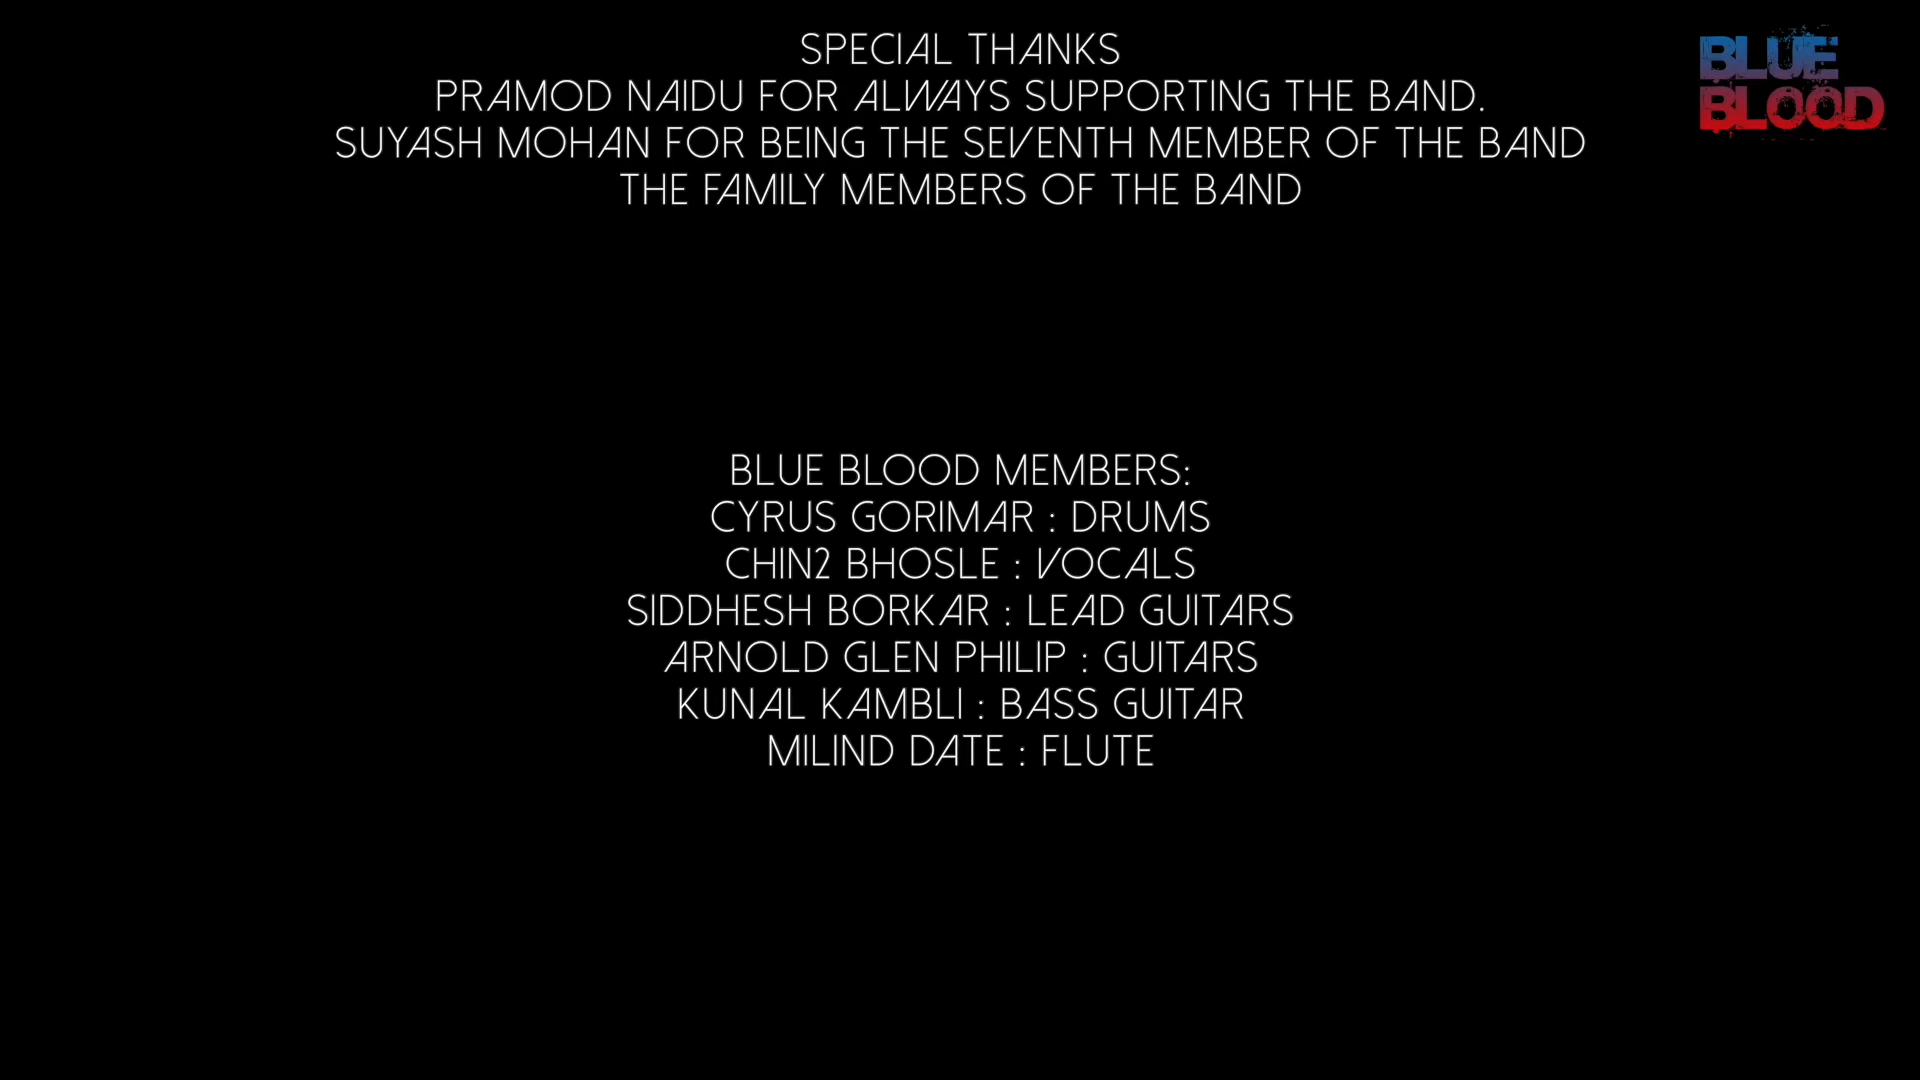 SPECIAL THANKS
PRAMOD NAIDU FOR ALWAYS SUPPORTING THE BAND.
SUYASH MOHAN FOR BEING THE SEVENTH MEMBER OF THE BAND
THE FAMILY MEMBERS OF THE BAND
BLUE
BLOOD
BLUE BLOOD MEMBERS:
CYRUS GORIMAR : DRUMS
CHIN2 BHOSLE : VOCALS
SIDDHESH BORKAR : LEAD GUITARS
ARNOLD GLEN PHILIP : GUITARS
KUNAL KAMBLI : BASS GUITAR
MILIND DATE : FLUTE